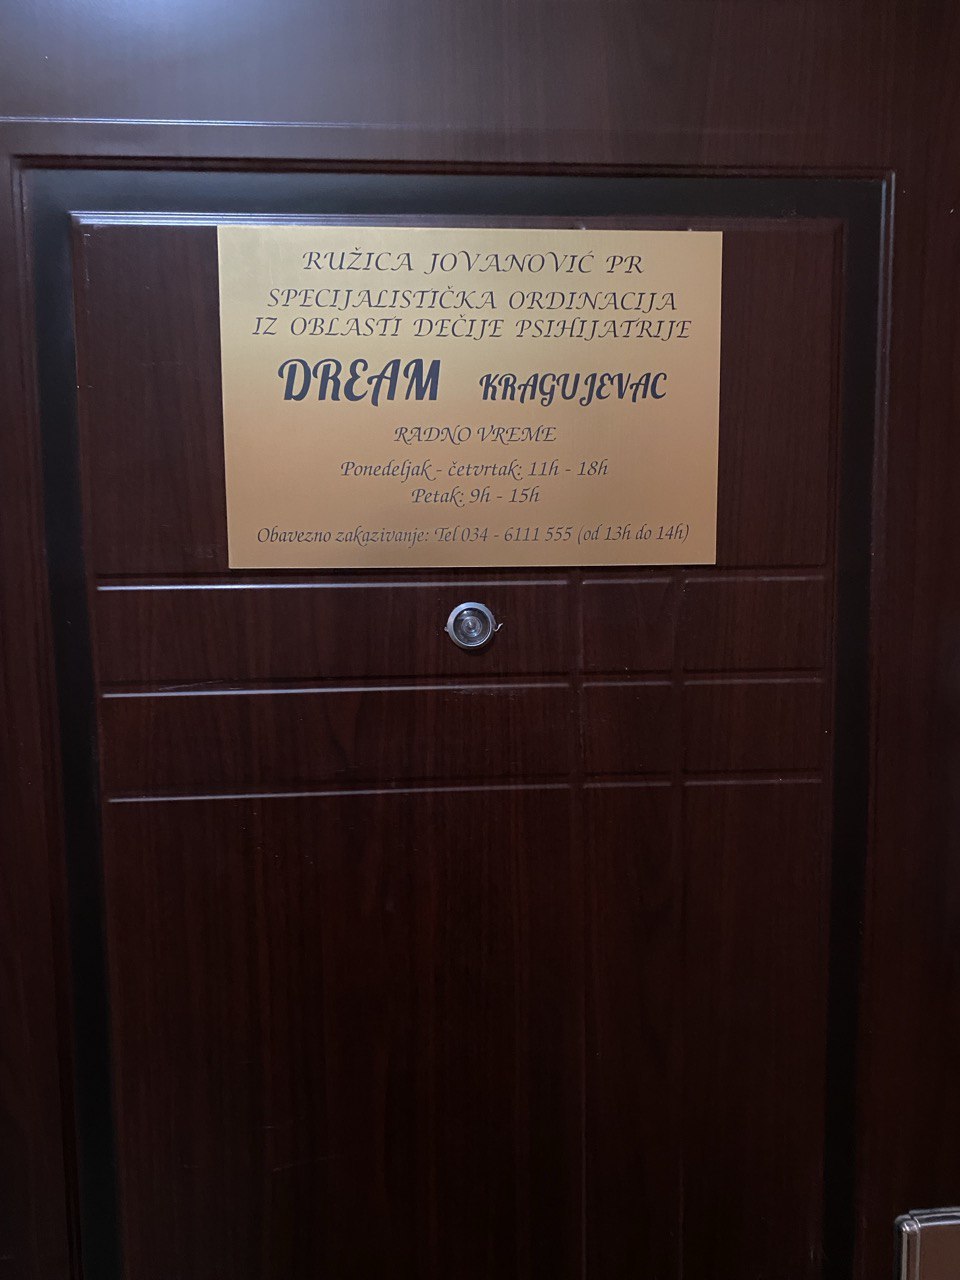 RUŽICA JOVANOVIĆ PR
SPECIJALISTIČKA ORDINACIJA
IZ OBLASTI DEČIJE PSIHIJATRIJE
DREAM KRAGUJEVAC
RADNO VREME
Ponedeljak - četvrtak: 11h - 18h
Petak: 9h - 15h
Obavezno zakazivanje: Tel 034 - 6111 555 (od 13h do 14h)